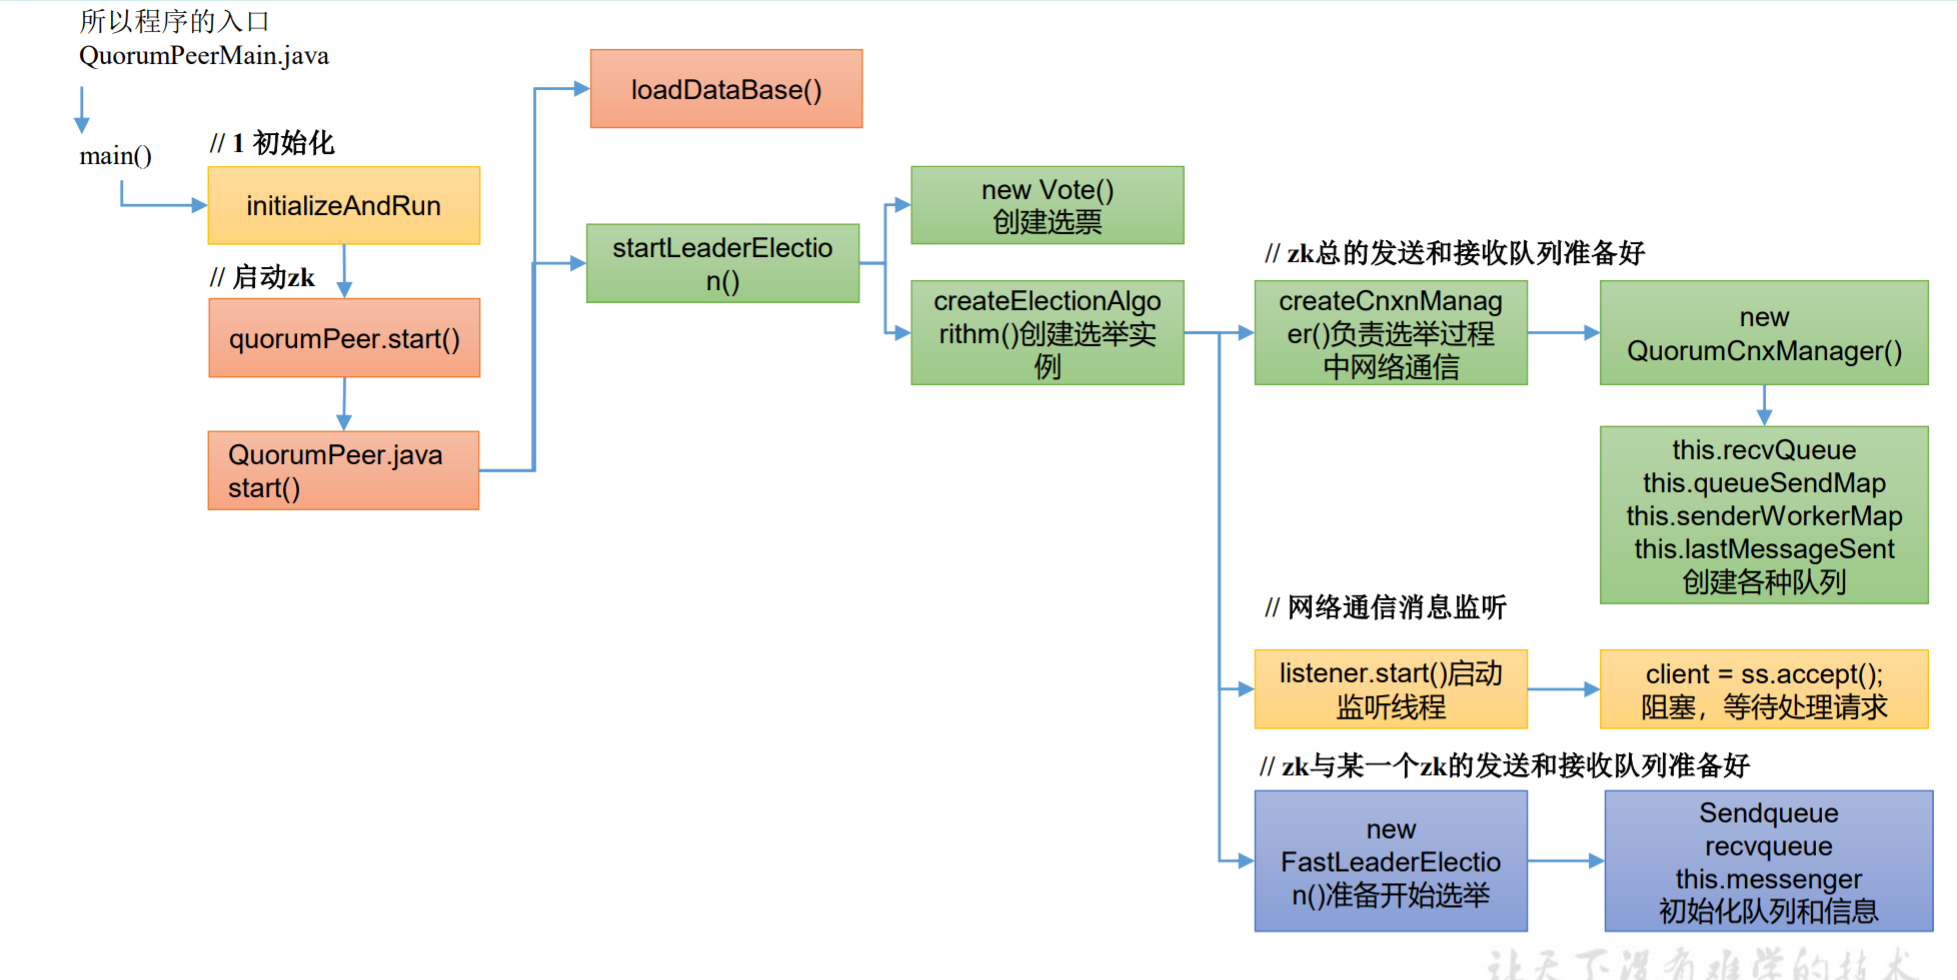 所以程序的入口
QuorumPeerMain.java
main()
// 1 初始化
initializeAndRun
// 启动zk
quorumPeer.start()
QuorumPeer.java
start()
loadDataBase()
startLeaderElectio
n()
new Vote()
创建选票
createElectionAlgo
rithm()创建选举实
例
// zk总的发送和接收队列准备好
createCnxnManag
er()负责选举过程
中网络通信
new
QuorumCnxManager()
this.recvQueue
this.queueSendMap
this.senderWorkerMap
this.lastMessageSent
创建各种队列
// 网络通信消息监听
listener.start()启动
监听线程
client = ss.accept();
阻塞，等待处理请求
// zk与某一个zk的发送和接收队列准备好
new
FastLeaderElectio
n()准备开始选举
Sendqueue
recvqueue
this.messenger
初始化队列和信息
让天下没有难学的技术